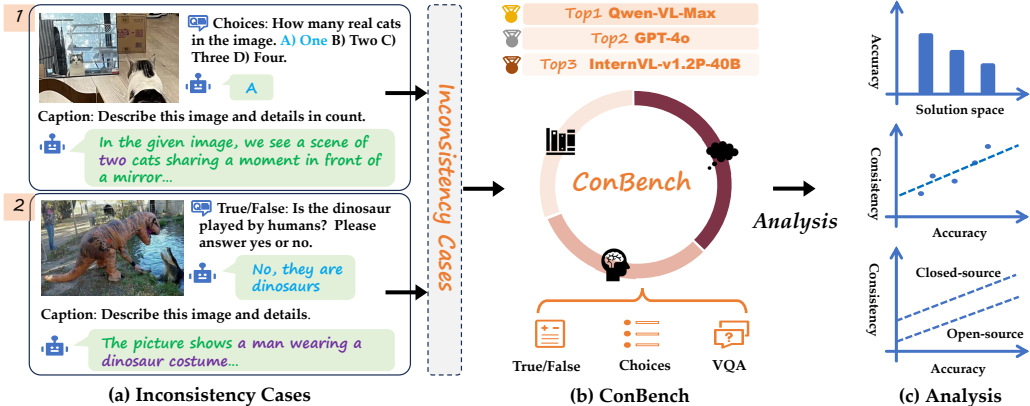 1
Choices: How many real cats
in the image. A) One B) Two C)
Three D) Four.
A
Caption: Describe this image and details in count.
In the given image, we see a scene of
two cats sharing a moment in front of
a mirror...
2
True/False: Is the dinosaur
played by humans? Please
answer yes or no.
No, they are
dinosaurs
Caption: Describe this image and details.
The picture shows a man wearing a
dinosaur costume...
(a) Inconsistency Cases
Inconsistency Cases
Top1 Qwen-VL-Max
Top2 GPT-4o
Top3 InternVL-v1.2P-40B
ConBench
True/False
Choices
VQA
(b) ConBench
Analysis
Accuracy
Solution space
Consistency
Accuracy
Consistency
Closed-source
Open-source
Accuracy
(c) Analysis